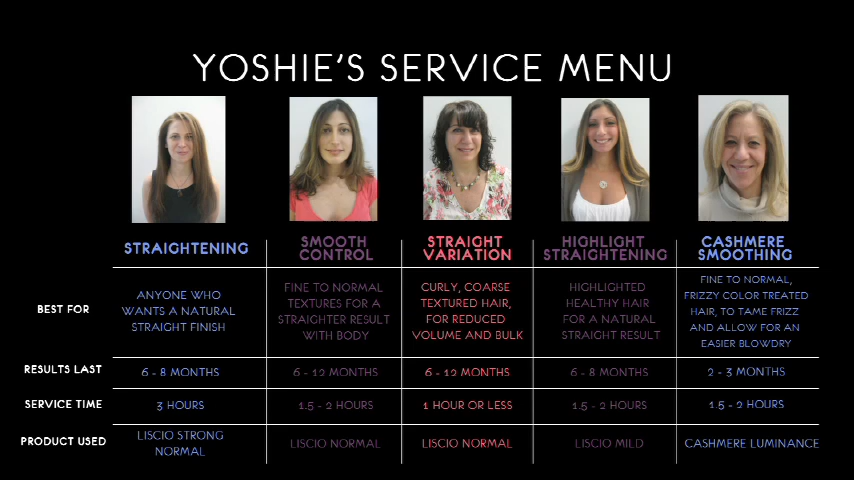 YOSHIE'S SERVICE MENU
STRAIGHTENING
SMOOTH
CONTROL
STRAIGHT
VARIATION
HIGHLIGHT
STRAIGHTENING
CASHMERE
SMOOTHING
BEST FOR
ANYONE WHO
WANTS A NATURAL
STRAIGHT FINISH
FINE TO NORMAL
TEXTURES FOR A
STRAIGHTER RESULT
WITH BODY
CURLY, COARSE
TEXTURED HAIR,
FOR REDUCED
VOLUME AND BULK
HIGHLIGHTED
HEALTHY HAIR
FOR A NATURAL
STRAIGHT RESULT
FINE TO NORMAL,
FRIZZY COLOR TREATED
HAIR, TO TAME FRIZZ
AND ALLOW FOR AN
EASIER BLOWDRY
RESULTS LAST
6 - 8 MONTHS
6 - 12 MONTHS
6 - 12 MONTHS
6 - 8 MONTHS
2 - 3 MONTHS
SERVICE TIME
3 HOURS
1.5 - 2 HOURS
1 HOUR OR LESS
1.5 - 2 HOURS
1.5 - 2 HOURS
PRODUCT USED
LISCIO STRONG
NORMAL
LISCIO NORMAL
LISCIO NORMAL
LISCIO MILD
CASHMERE LUMINANCE